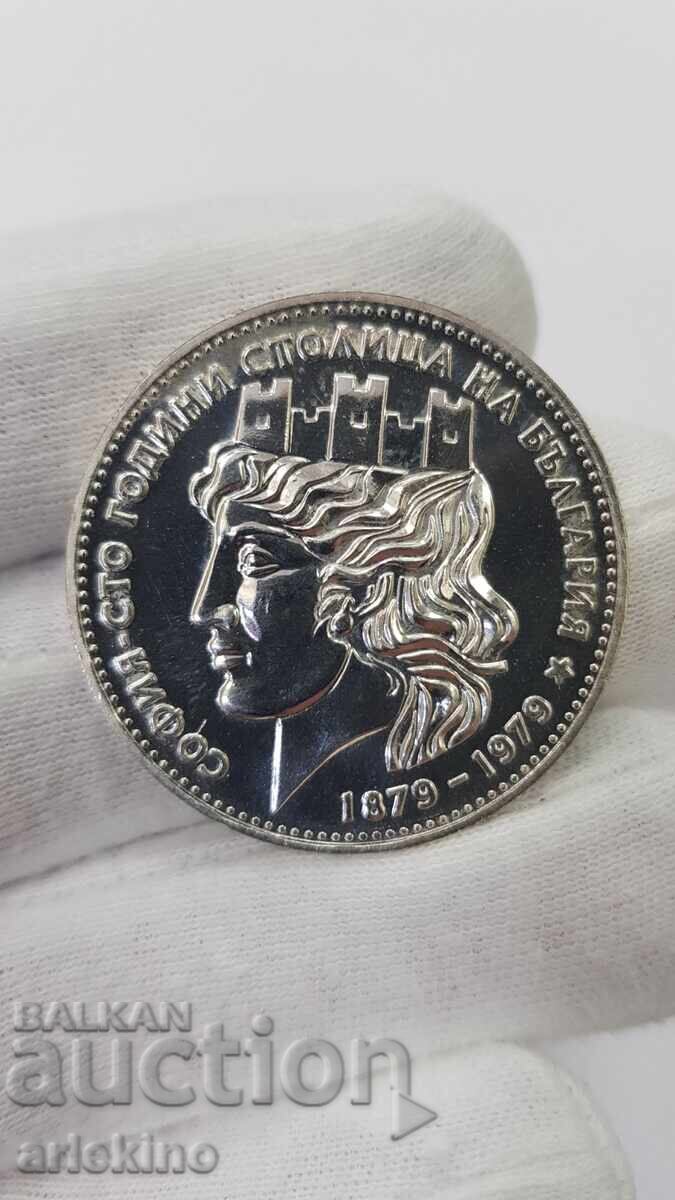 СОФИЯ-СТО ГОДИНИ СТОЛИЦА НА БЪЛГАРИЯ
1879-1979
BALKAN
auction
arlekino